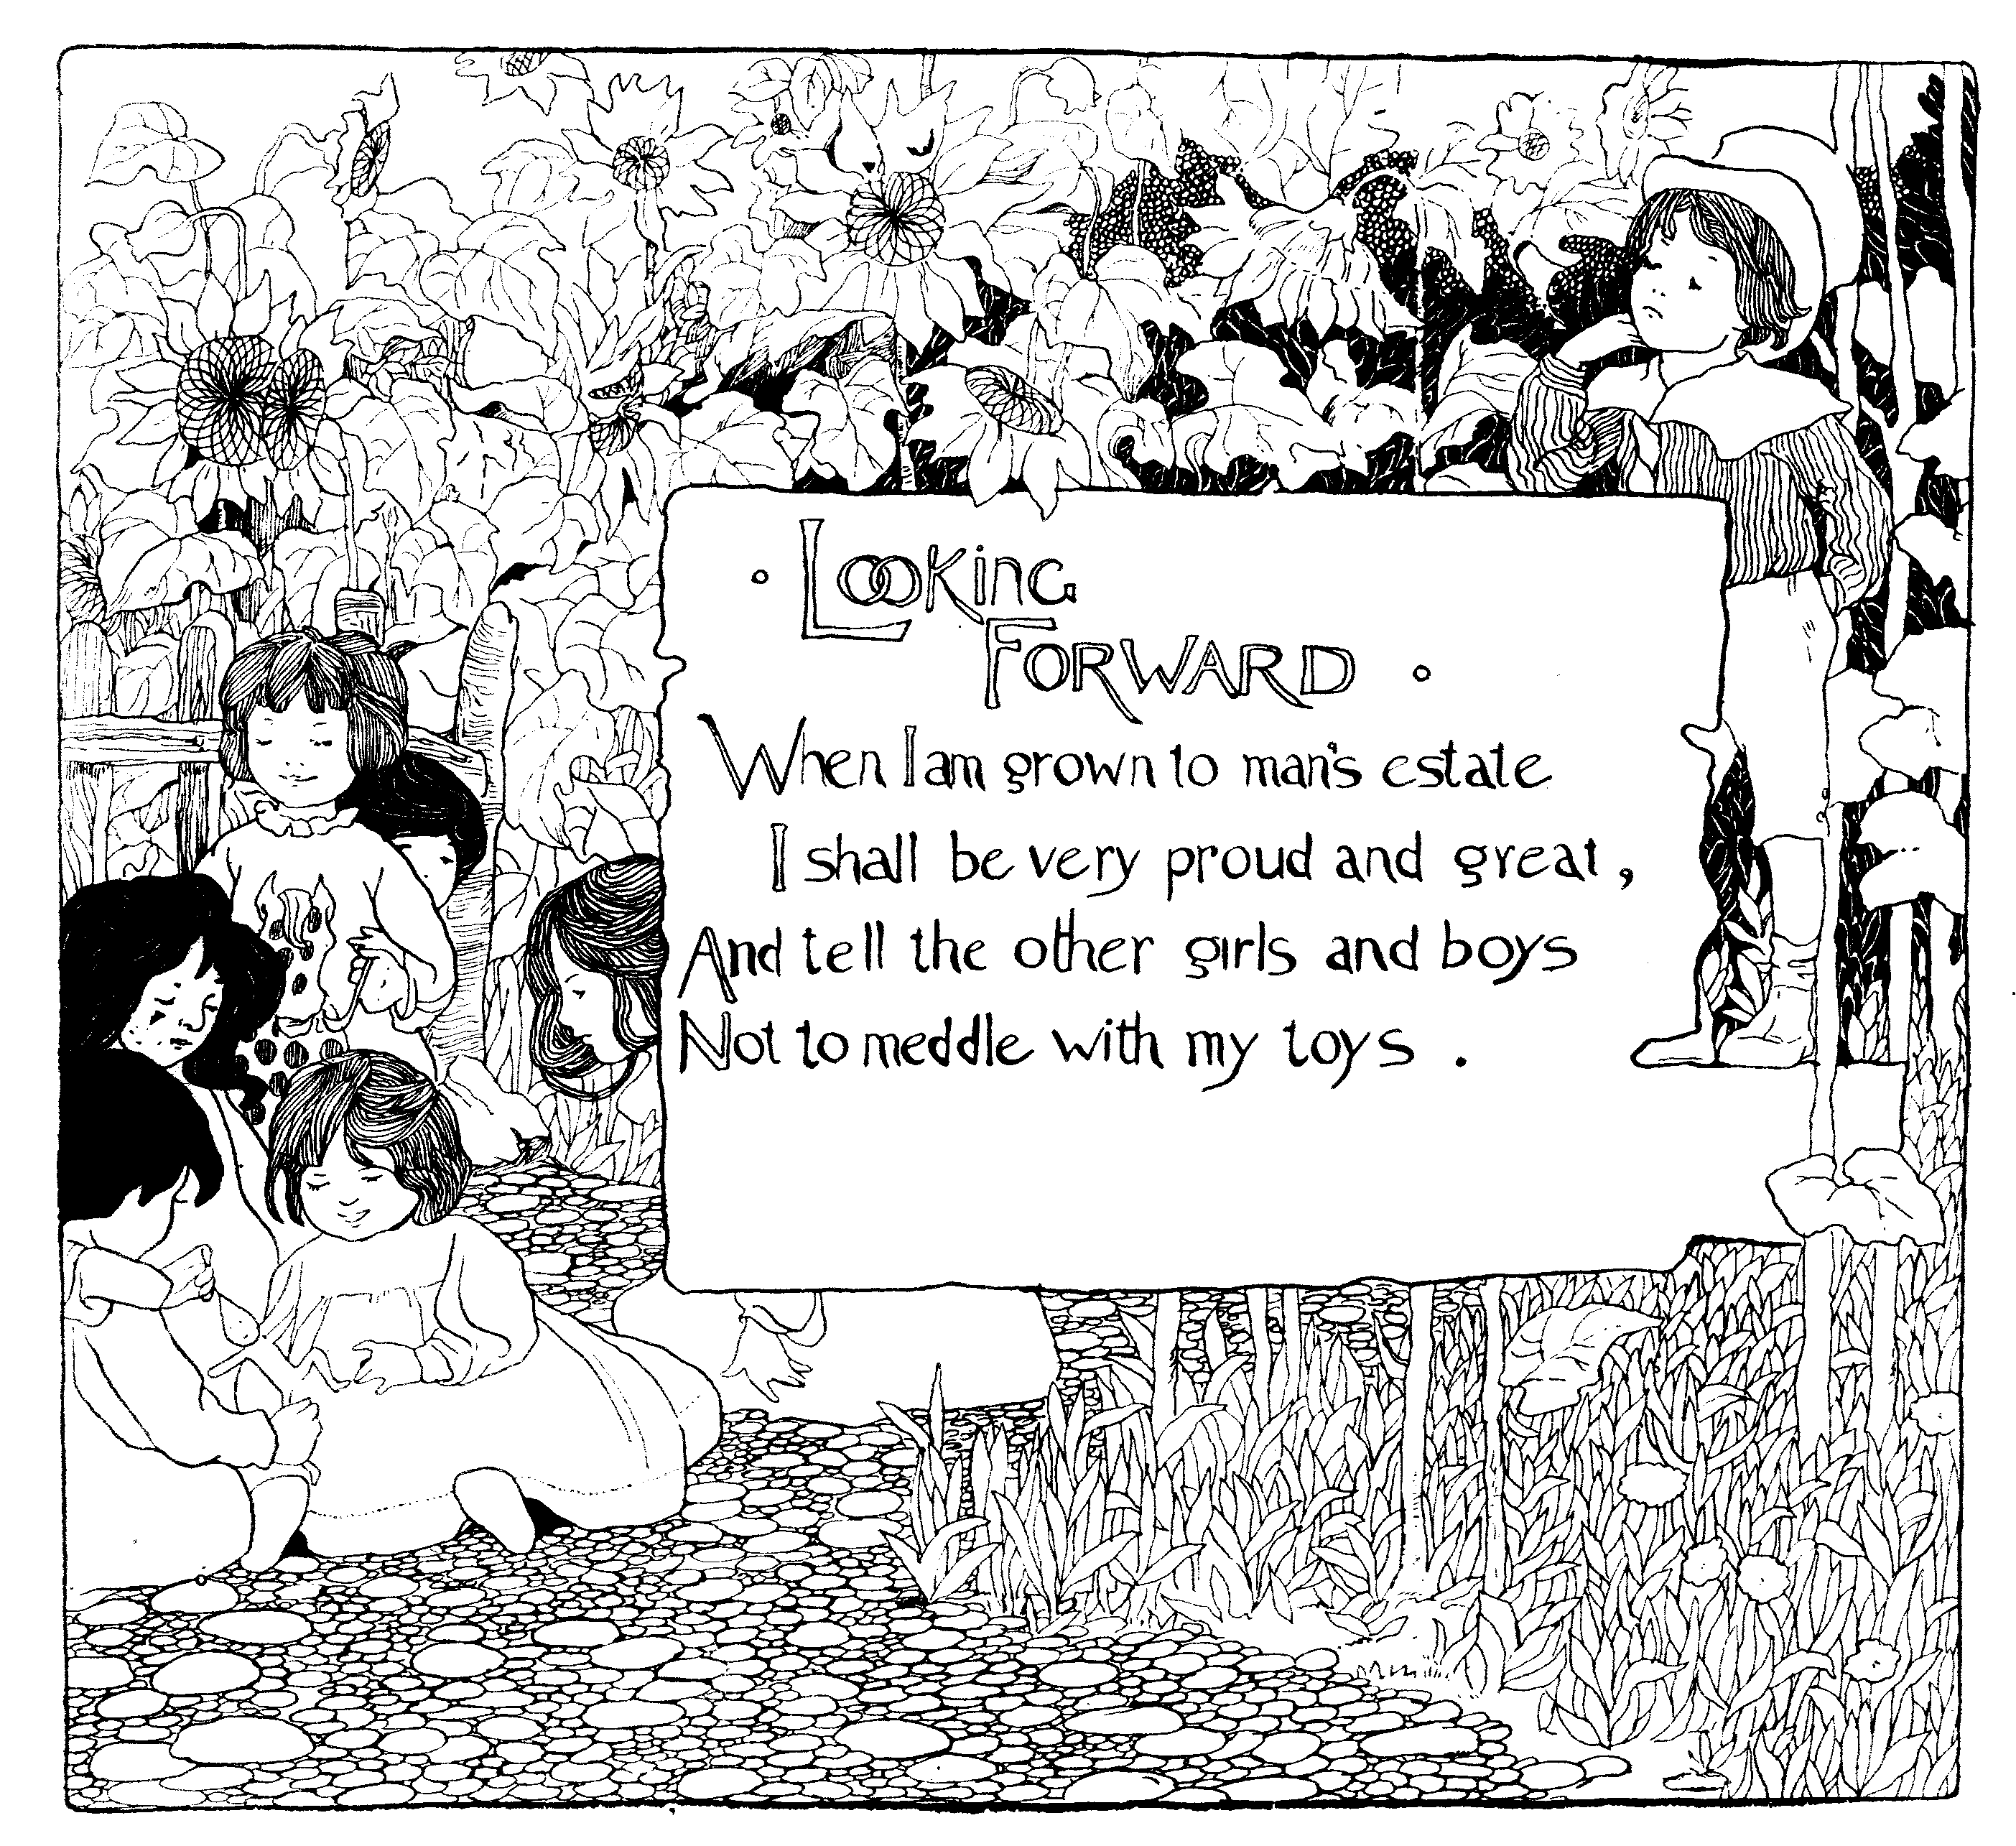 Looking
Forward
When I am grown to man's estate
I shall be very proud and great,
And tell the other girls and boys
Not to meddle with my toys.